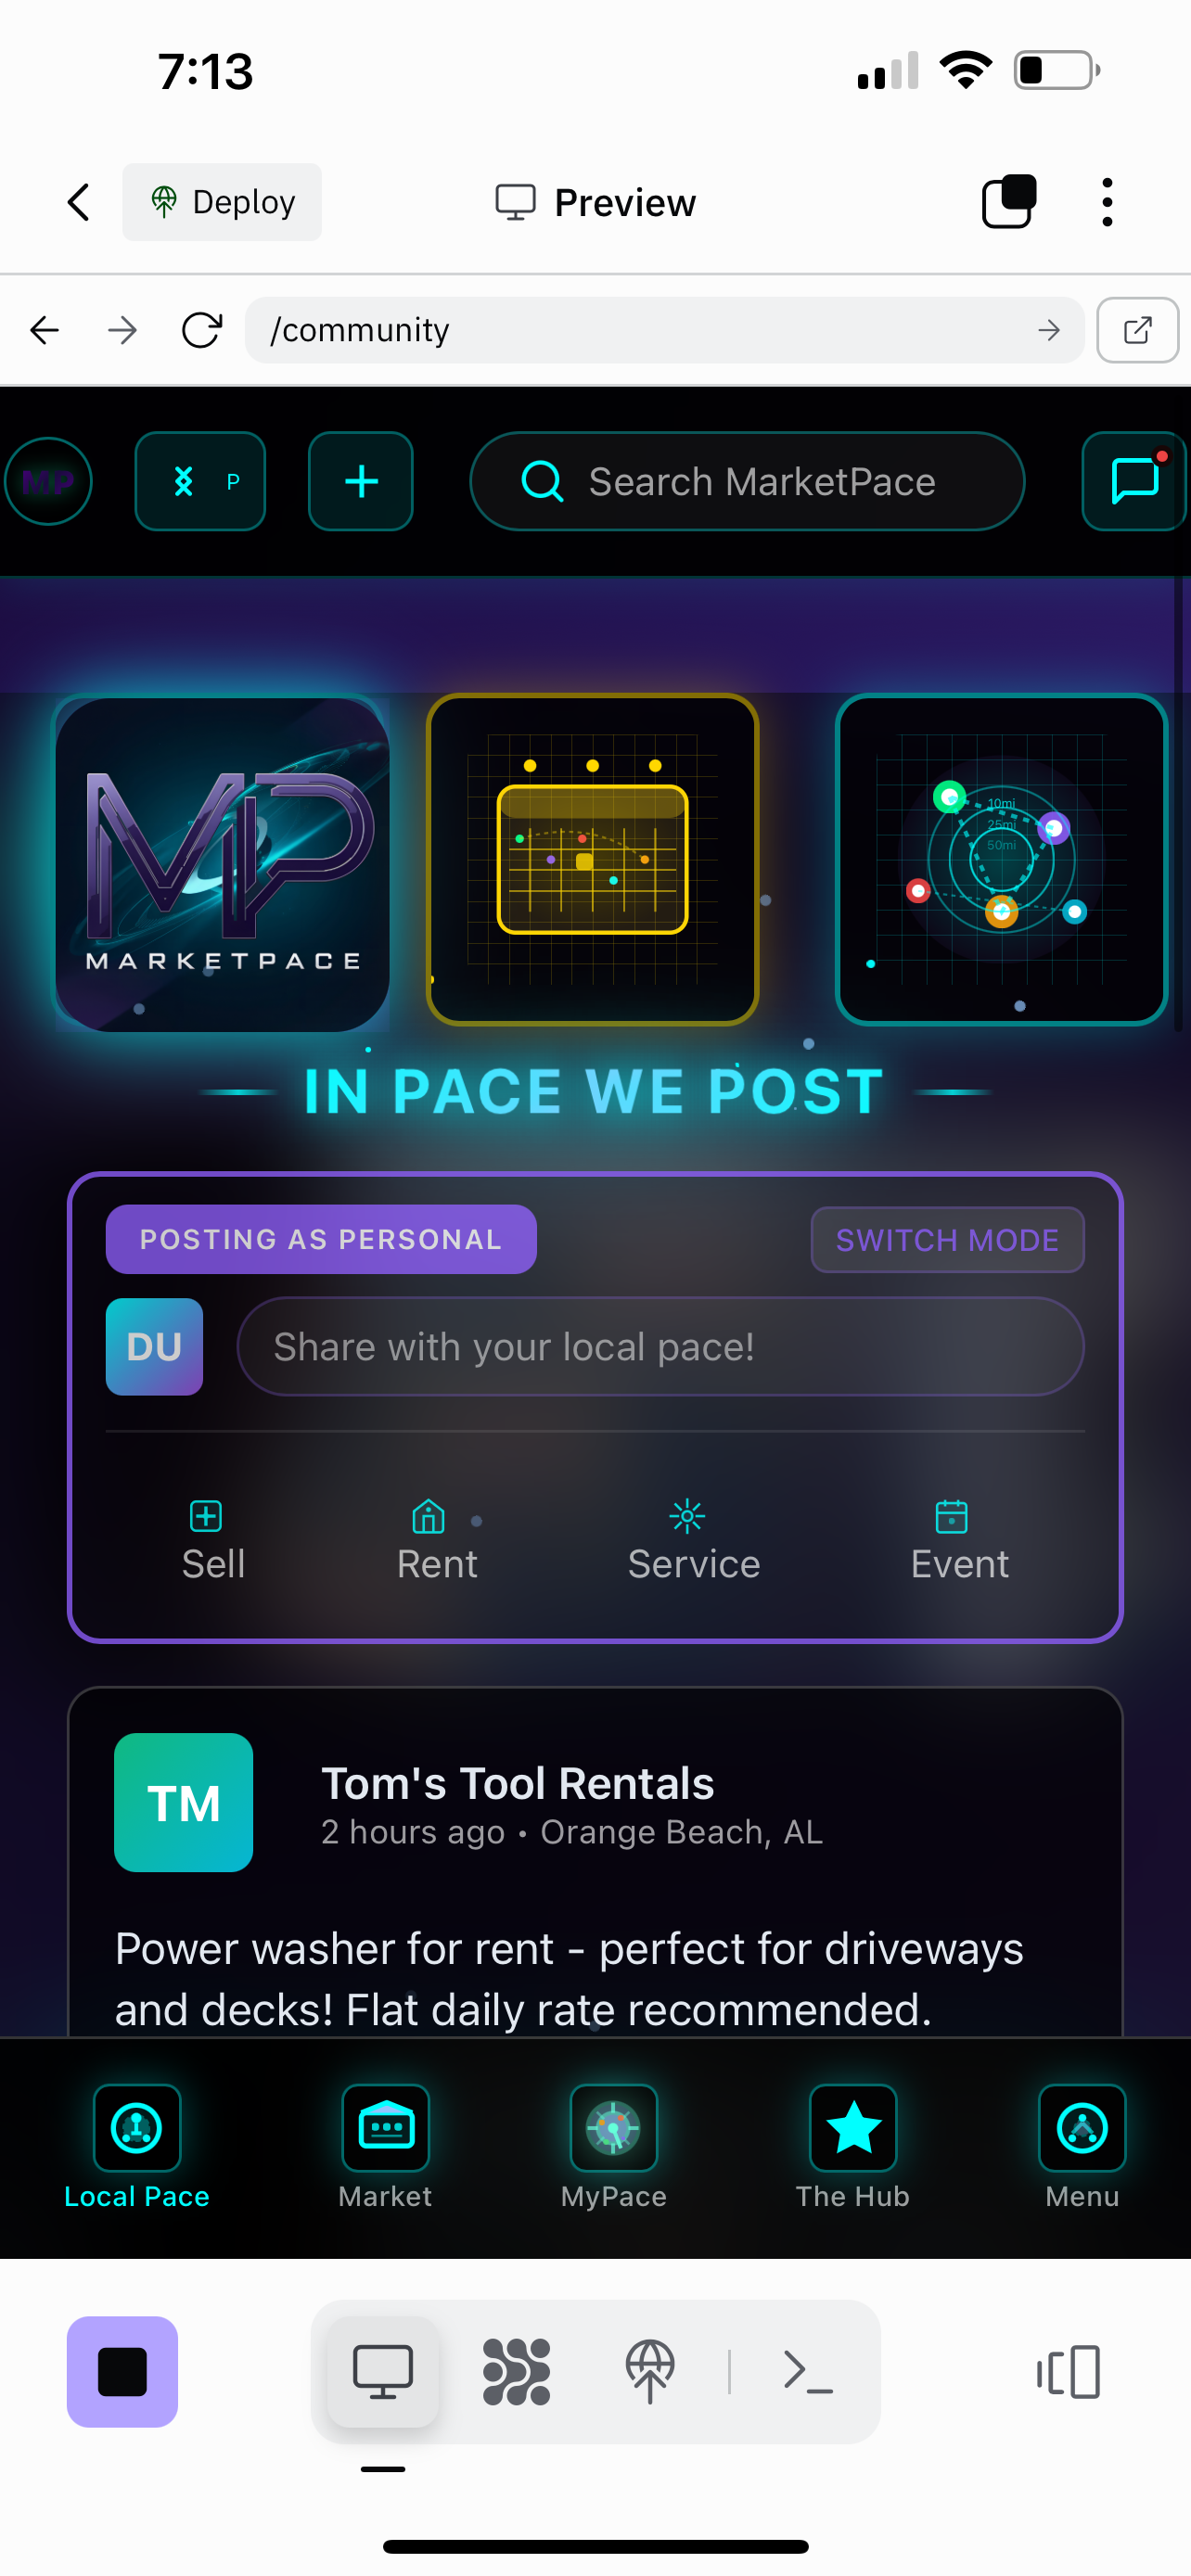 7:13
Deploy
Preview
/community
MP
P
Search MarketPace
MP
MARKETPACE
10mi
25mi
50mi
IN PACE WE POST
POSTING AS PERSONAL
SWITCH MODE
DU
Share with your local pace!
Sell
Rent
Service
Event
TM
Tom's Tool Rentals
2 hours ago • Orange Beach, AL
Power washer for rent - perfect for driveways
and decks! Flat daily rate recommended.
Local Pace
Market
MyPace
The Hub
Menu